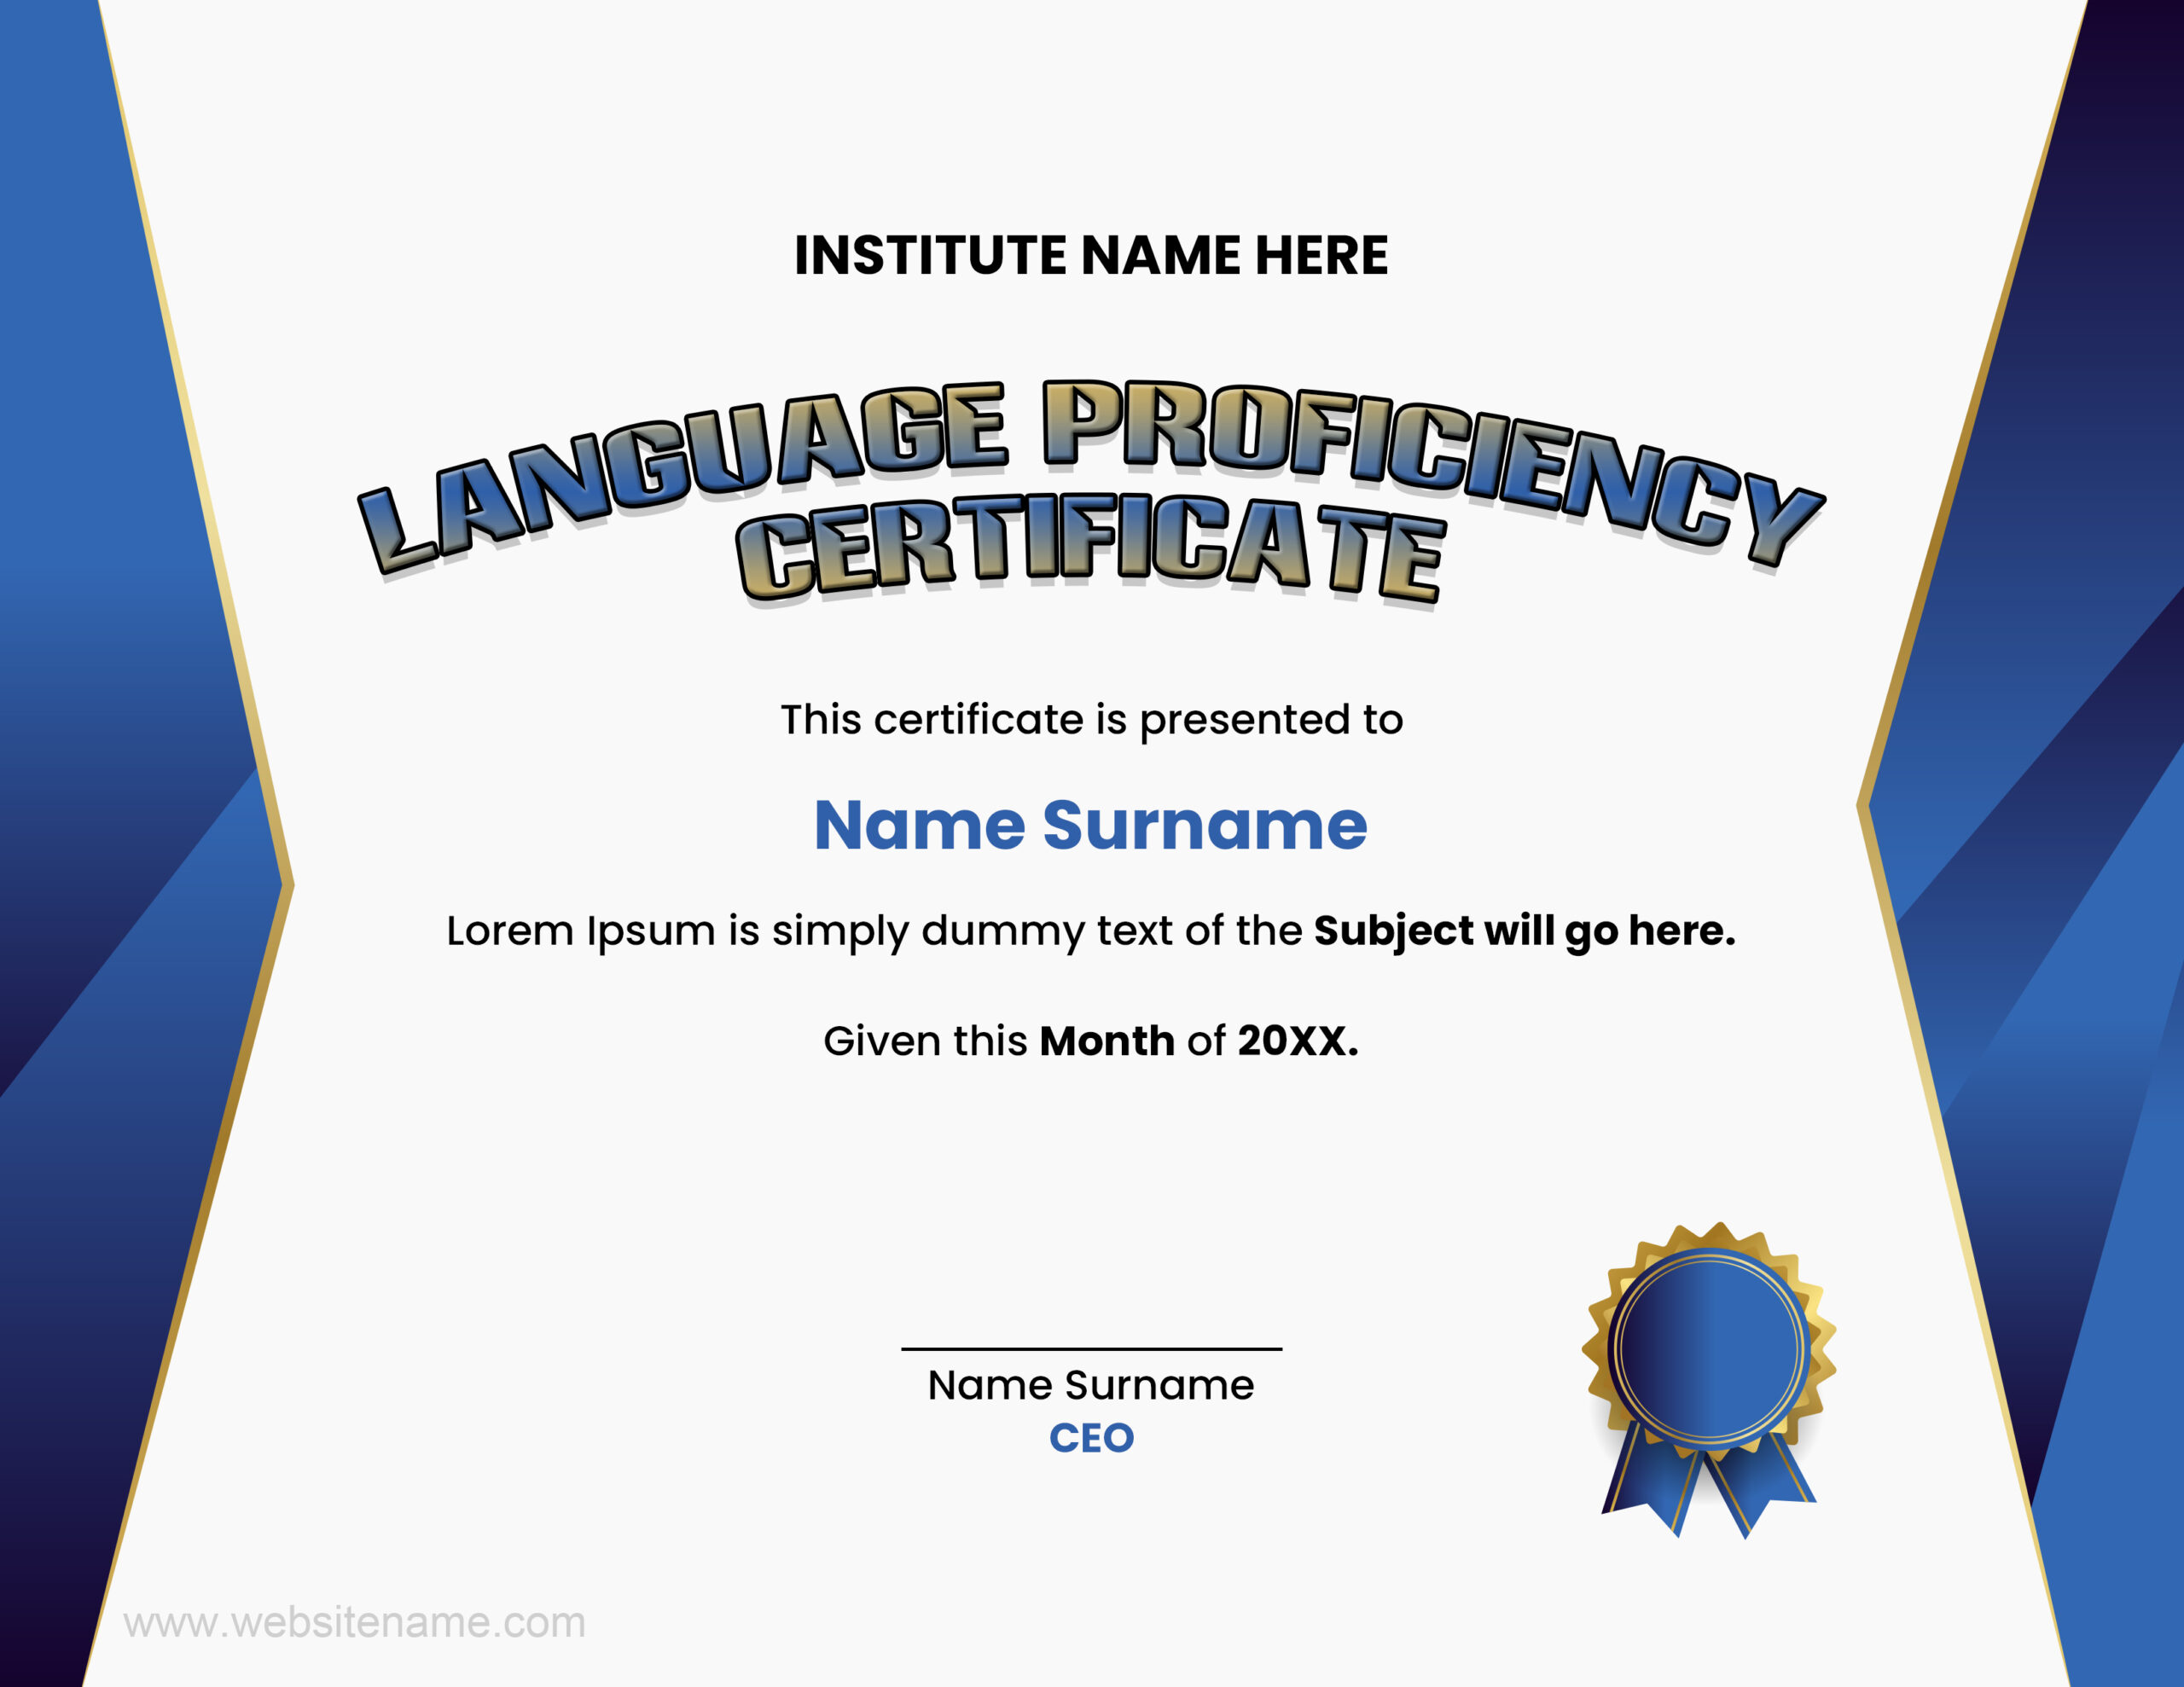 INSTITUTE NAME HERE
LANGUAGE PROFICIENCY
CERTIFICATE
This certificate is presented to
Name Surname
Lorem Ipsum is simply dummy text of the Subject will go here.
Given this Month of 20XX.
Name Surname
CEO
www.websitename.com